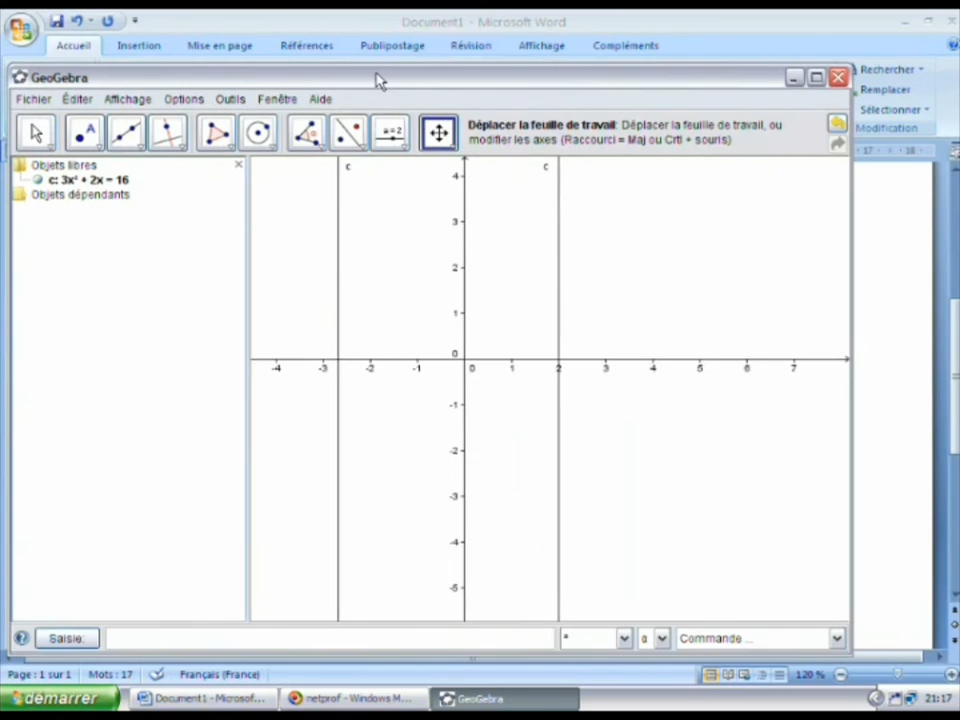 Document1 - Microsoft Word
Accueil Insertion Mise en page Références Publipostage Révision Affichage Compléments
Rechercher
Remplacer
Sélectionner
Modification
GeoGebra
Fichier Éditer Affichage Options Outils Fenêtre Aide
A a=2
Déplacer la feuille de travail: Déplacer la feuille de travail, ou
modifier les axes (Raccourci = Maj ou Crtl + souris)
17 18
Objets libres
c: 3x² + 2x = 16
Objets dépendants
c c
4
3
2
1
0
-4 -3 -2 -1 0 1 2 3 4 5 6 7
-1
-2
-3
-4
-5
Saisie: ² α Commande ...
Page : 1 sur 1 Mots : 17 Français (France) 120 %
démarrer Document1 - Microsof... netprof - Windows M... GeoGebra 21:17